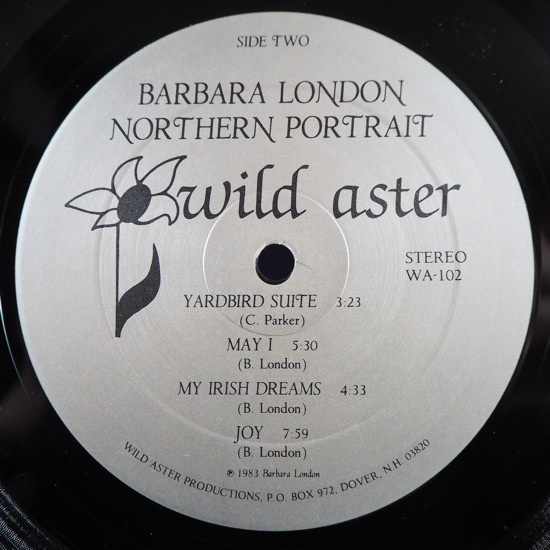 SIDE TWO
BARBARA LONDON
NORTHERN PORTRAIT
wild aster
STEREO
WA-102
YARDBIRD SUITE 3:23
(C. Parker)
MAY I 5:30
(B. London)
MY IRISH DREAMS 4:33
(B. London)
JOY 7:59
(B. London)
℗ 1983 Barbara London
WILD ASTER PRODUCTIONS, P.O. BOX 972, DOVER, N.H. 03820